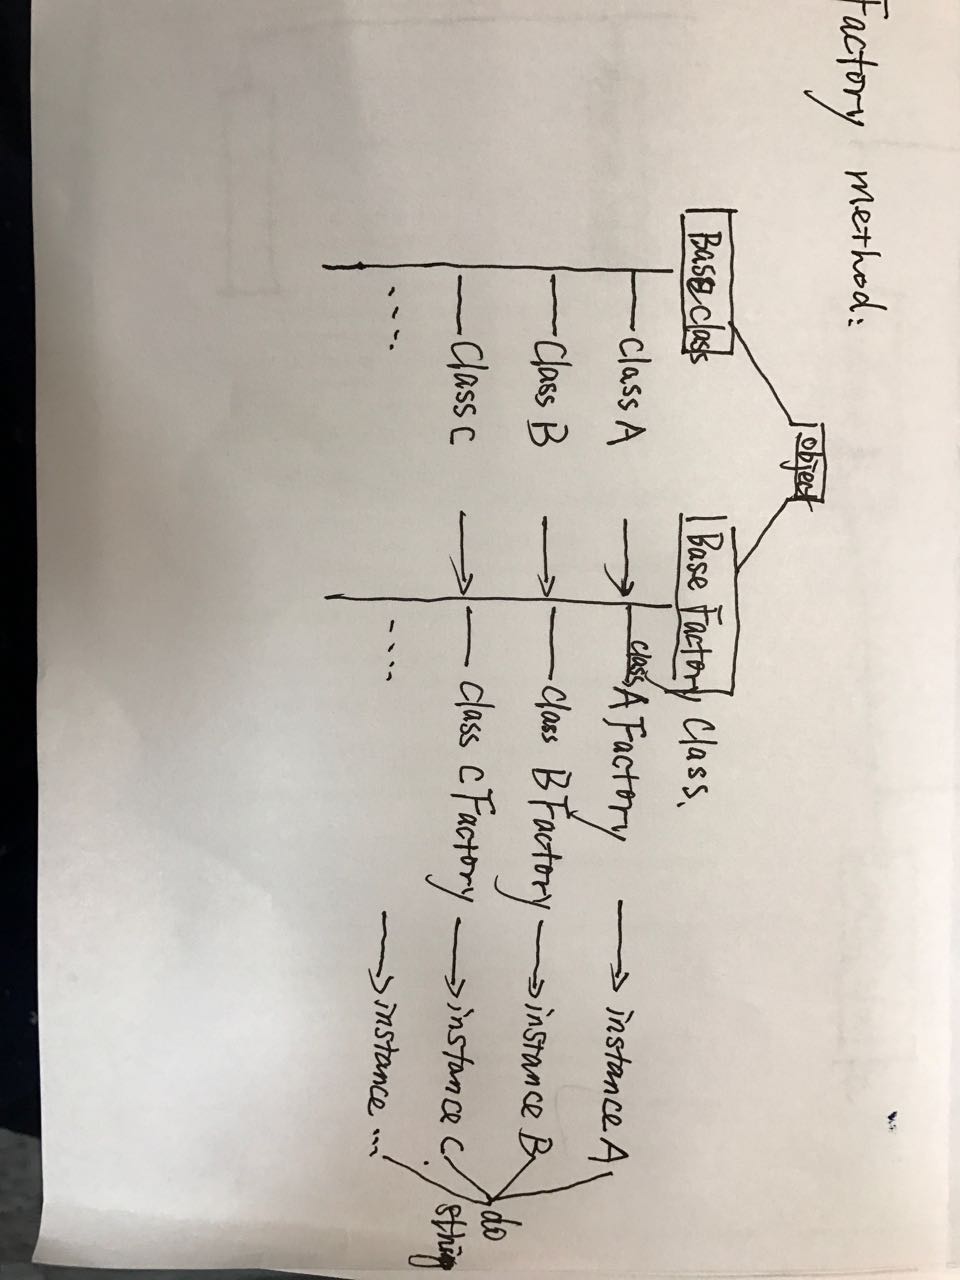 Factory method:
object
Base class
Base Factory Class.
class A
class A Factory
instance A
Class B
class B Factory
instance B
Class C
class C Factory
instance C.
do
sthing
....
....
instance ...